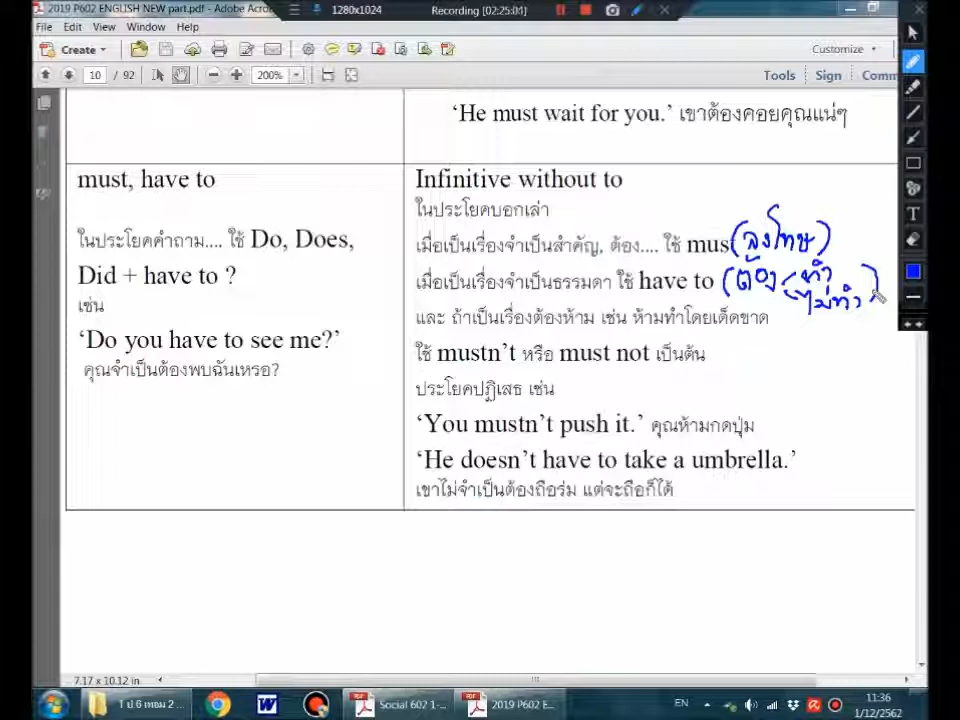 2019 P602 ENGLISH NEW part.pdf - Adobe Acro
1280x1024
Recording [02:25:01]
File Edit View Window Help
Create
Customize
10 / 92
200%
Tools Sign Comm
‘He must wait for you.’ เขาต้องคอยคุณแน่ๆ
must, have to
ในประโยคคำถาม.... ใช้ Do, Does,
Did + have to ?
เช่น
‘Do you have to see me?’
คุณจำเป็นต้องพบฉันเหรอ?
Infinitive without to
ในประโยคบอกเล่า
เมื่อเป็นเรื่องจำเป็นสำคัญ, ต้อง.... ใช้ must (ลงโทษ)
เมื่อเป็นเรื่องจำเป็นธรรมดา ใช้ have to (ต้อง ทำ
ไม่ทำ)
และ ถ้าเป็นเรื่องต้องห้าม เช่น ห้ามทำโดยเด็ดขาด
ใช้ mustn’t หรือ must not เป็นต้น
ประโยคปฏิเสธ เช่น
‘You mustn’t push it.’ คุณห้ามกดปุ่ม
‘He doesn’t have to take a umbrella.’
เขาไม่จำเป็นต้องถือร่ม แต่จะถือก็ได้
7.17 x 10.12 in.
1 ป.6 เทอม 2 ...
Social 602 1-...
2019 P602 E...
EN
11:36
1/12/2562